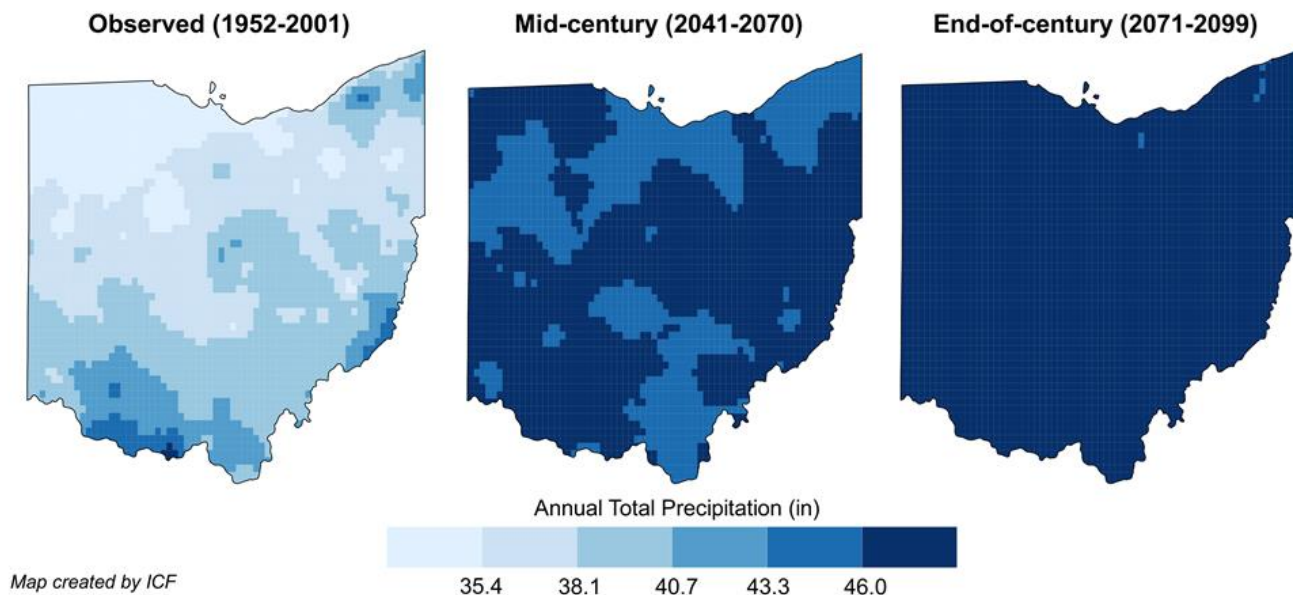 Observed (1952-2001)
Mid-century (2041-2070)
End-of-century (2071-2099)
Annual Total Precipitation (in)
35.4 38.1 40.7 43.3 46.0
Map created by ICF